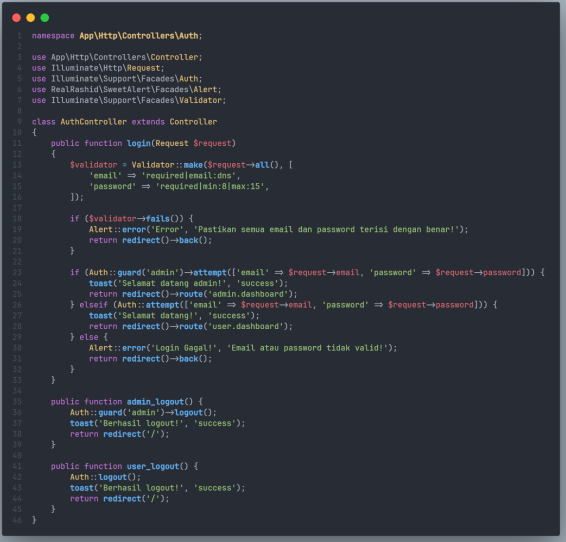 1 namespace App\Http\Controllers\Auth;
2
3 use App\Http\Controllers\Controller;
4 use Illuminate\Http\Request;
5 use Illuminate\Support\Facades\Auth;
6 use RealRashid\SweetAlert\Facades\Alert;
7 use Illuminate\Support\Facades\Validator;
8
9 class AuthController extends Controller
10 {
11     public function login(Request $request)
12     {
13         $validator = Validator::make($request->all(), [
14             'email' => 'required|email:dns',
15             'password' => 'required|min:8|max:15',
16         ]);
17
18         if ($validator->fails()) {
19             Alert::error('Error', 'Pastikan semua email dan password terisi dengan benar!');
20             return redirect()->back();
21         }
22
23         if (Auth::guard('admin')->attempt(['email' => $request->email, 'password' => $request->password])) {
24             toast('Selamat datang admin!', 'success');
25             return redirect()->route('admin.dashboard');
26         } elseif (Auth::attempt(['email' => $request->email, 'password' => $request->password])) {
27             toast('Selamat datang!', 'success');
28             return redirect()->route('user.dashboard');
29         } else {
30             Alert::error('Login Gagal!', 'Email atau password tidak valid!');
31             return redirect()->back();
32         }
33     }
34
35     public function admin_logout() {
36         Auth::guard('admin')->logout();
37         toast('Berhasil logout!', 'success');
38         return redirect('/');
39     }
40
41     public function user_logout() {
42         Auth::logout();
43         toast('Berhasil logout!', 'success');
44         return redirect('/');
45     }
46 }